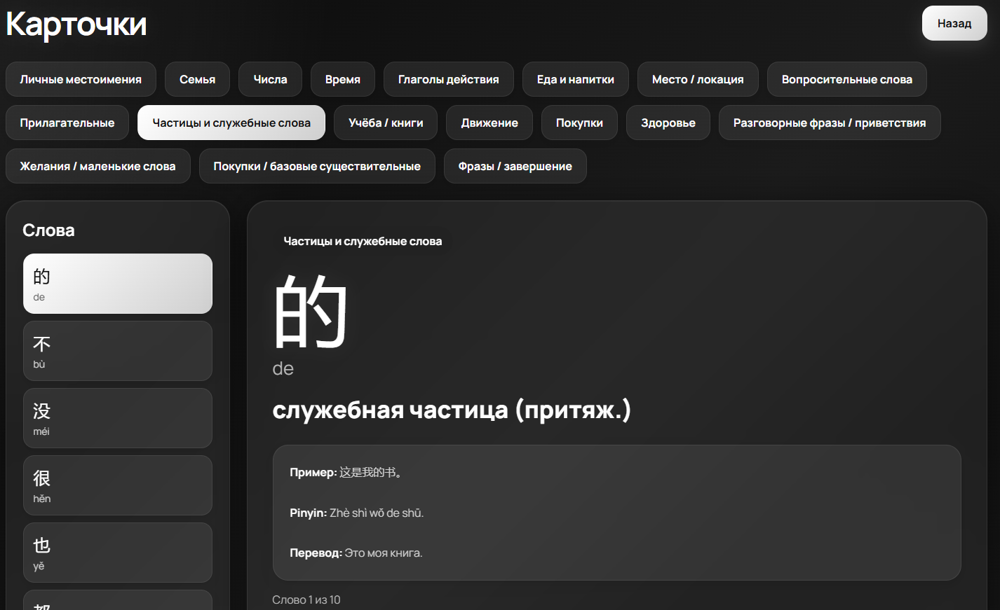 Карточки
Назад
Личные местоимения
Семья
Числа
Время
Глаголы действия
Еда и напитки
Место / локация
Вопросительные слова
Прилагательные
Частицы и служебные слова
Учёба / книги
Движение
Покупки
Здоровье
Разговорные фразы / приветствия
Желания / маленькие слова
Покупки / базовые существительные
Фразы / завершение
Слова
的
de
不
bù
没
méi
很
hěn
也
yě
Частицы и служебные слова
的
de
служебная частица (притяж.)
Пример: 这是我的书。
Pinyin: Zhè shì wǒ de shū.
Перевод: Это моя книга.
Слово 1 из 10